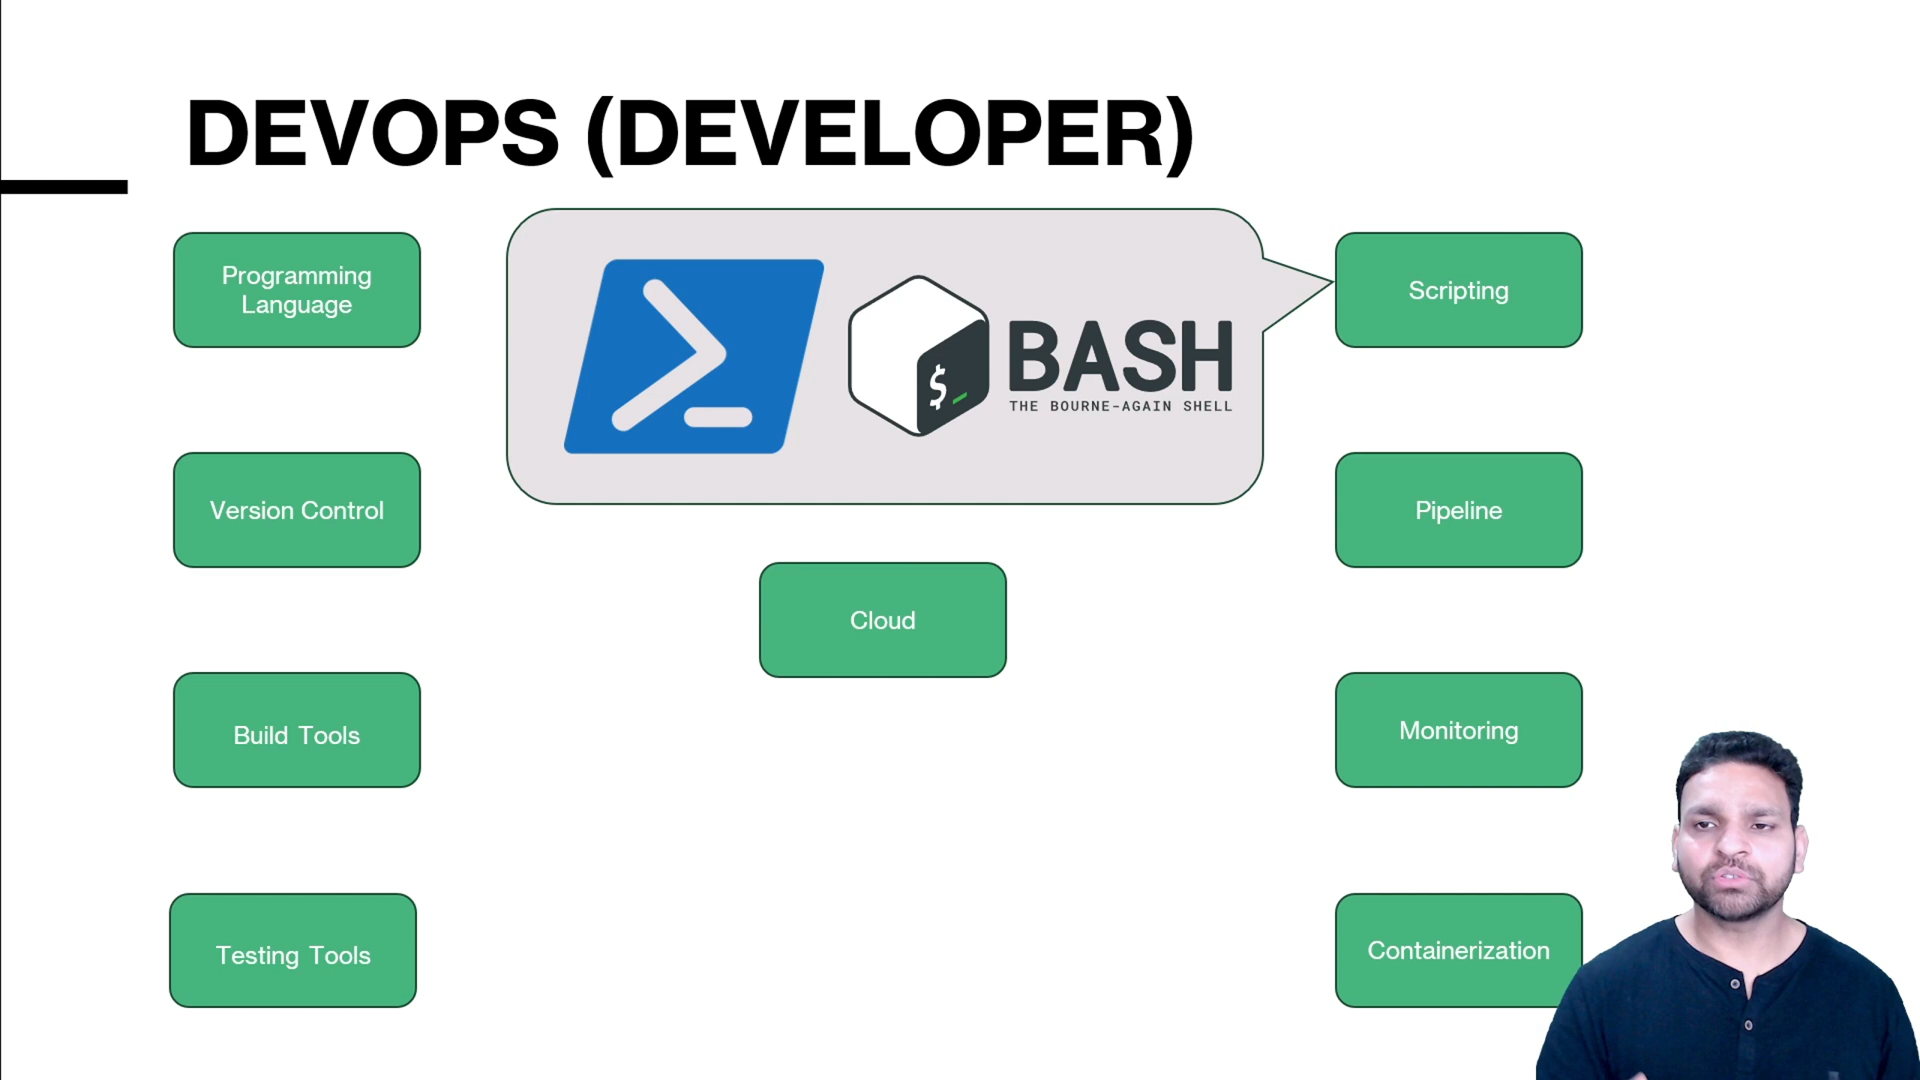 DEVOPS (DEVELOPER)
Programming
Language
$_
BASH
THE BOURNE-AGAIN SHELL
Scripting
Version Control
Pipeline
Cloud
Build Tools
Monitoring
Testing Tools
Containerization